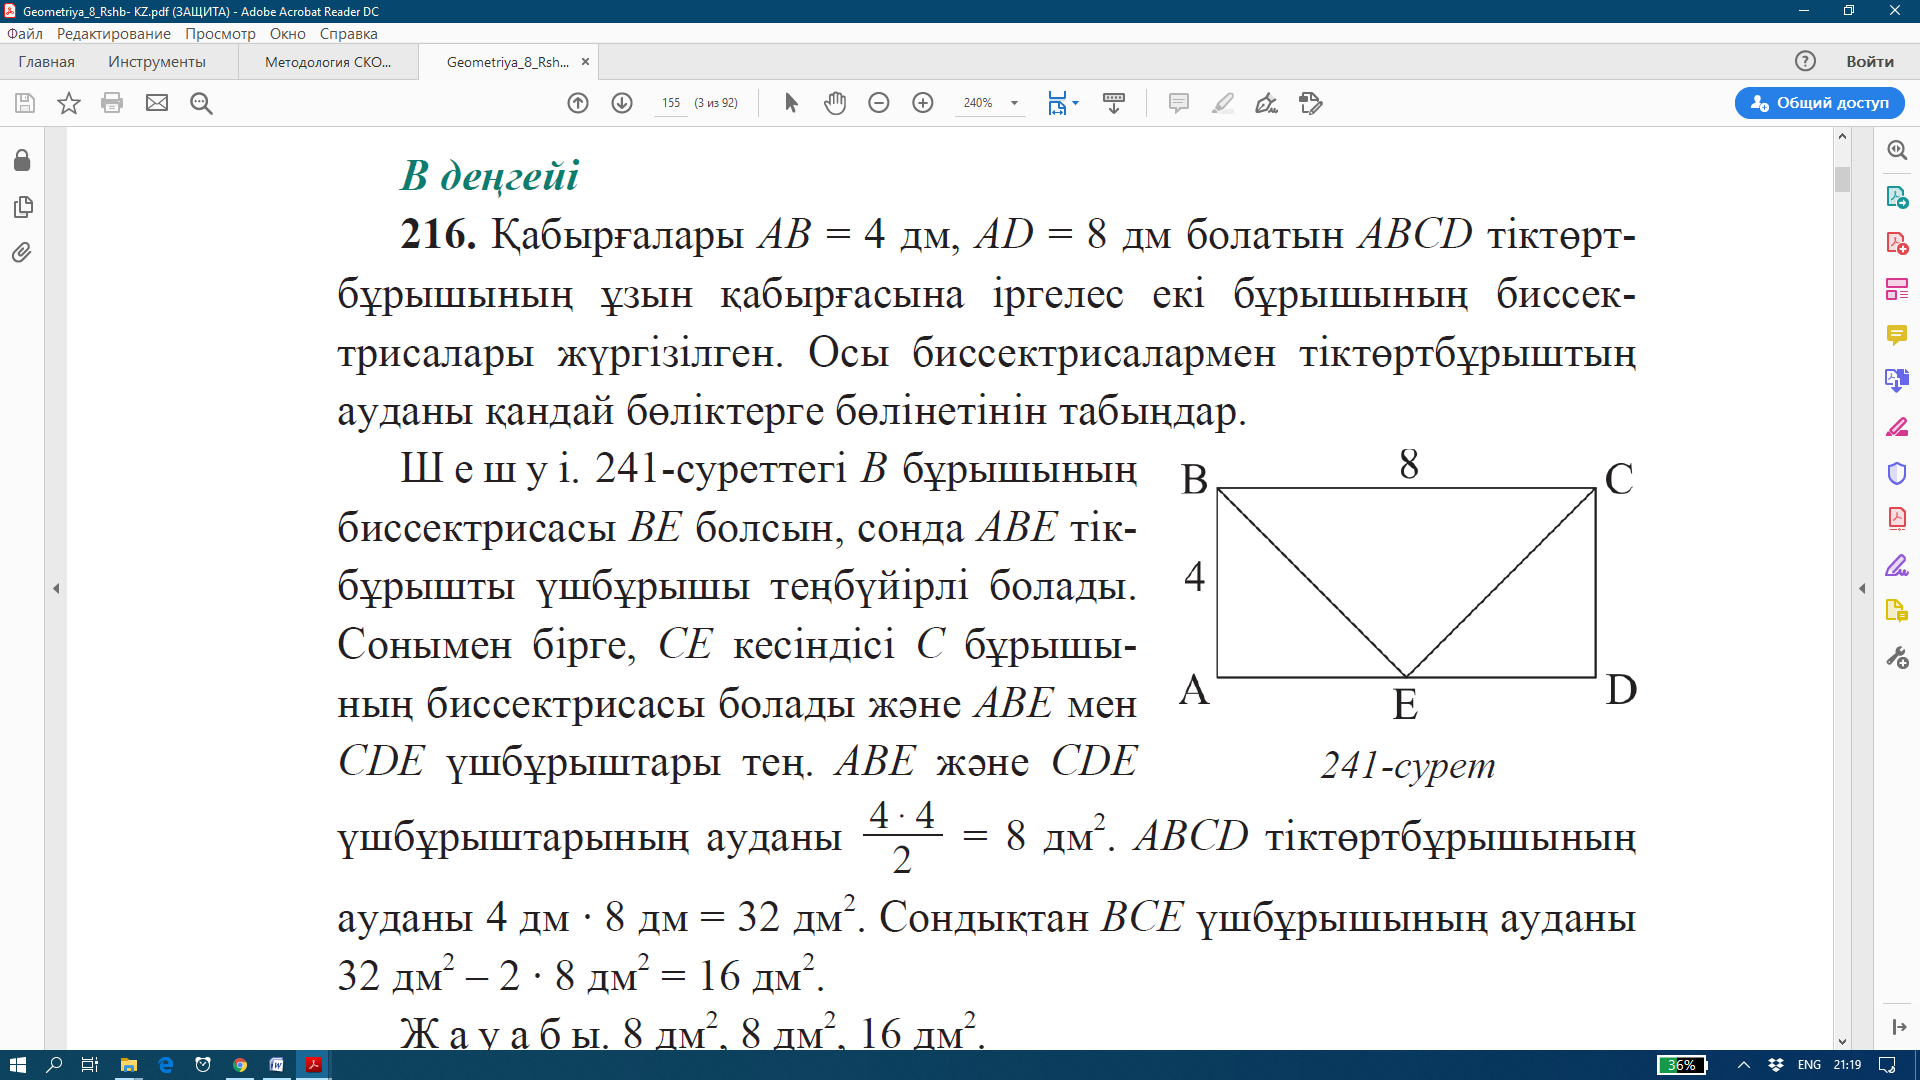 Geometriya_8_Rshb- KZ.pdf (ЗАЩИТА) - Adobe Acrobat Reader DC
Файл Редактирование Просмотр Окно Справка
Главная Инструменты Методология СКО... Geometriya_8_Rsh... ×
155 (3 из 92) 240% Общий доступ
Войти
В деңгейі
216. Қабырғалары AB = 4 дм, AD = 8 дм болатын ABCD тіктөрт-
бұрышының ұзын қабырғасына іргелес екі бұрышының биссек-
трисалары жүргізілген. Осы биссектрисалармен тіктөртбұрыштың
ауданы қандай бөліктерге бөлінетінін табыңдар.
Шешуі. 241-суреттегі B бұрышының
биссектрисасы BE болсын, сонда ABE тік-
бұрышты үшбұрышы теңбүйірлі болады.
Сонымен бірге, CE кесіндісі C бұрышы-
ның биссектрисасы болады және ABE мен
CDE үшбұрыштары тең. ABE және CDE
B 8 C
4
A E D
241-сурет
үшбұрыштарының ауданы 4 · 4 / 2 = 8 дм². ABCD тіктөртбұрышының
ауданы 4 дм · 8 дм = 32 дм². Сондықтан BCE үшбұрышының ауданы
32 дм² – 2 · 8 дм² = 16 дм².
Жауабы. 8 дм², 8 дм², 16 дм².
36% ENG 21:19